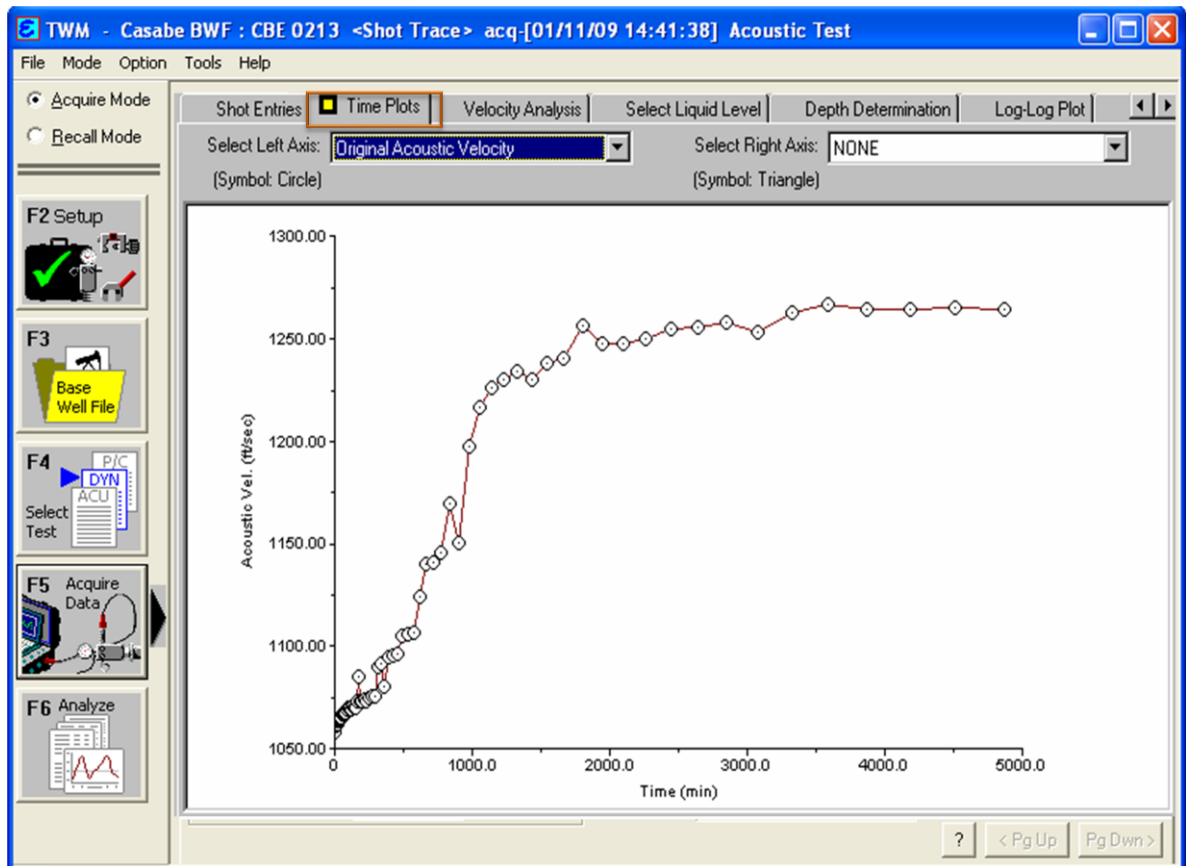 TWM - Casabe BWF : CBE 0213 <Shot Trace> acq-[01/11/09 14:41:38] Acoustic Test
File Mode Option Tools Help
Acquire Mode
Recall Mode
Shot Entries Time Plots Velocity Analysis Select Liquid Level Depth Determination Log-Log Plot
Select Left Axis: Original Acoustic Velocity Select Right Axis: NONE
(Symbol: Circle) (Symbol: Triangle)
F2 Setup
F3
Base
Well File
F4
P/C
DYN
ACU
Select
Test
F5 Acquire
Data
F6 Analyze
1300.00
1250.00
1200.00
1150.00
1100.00
1050.00
Acoustic Vel. (ft/sec)
0 1000.0 2000.0 3000.0 4000.0 5000.0
Time (min)
? < Pg Up Pg Dwn >